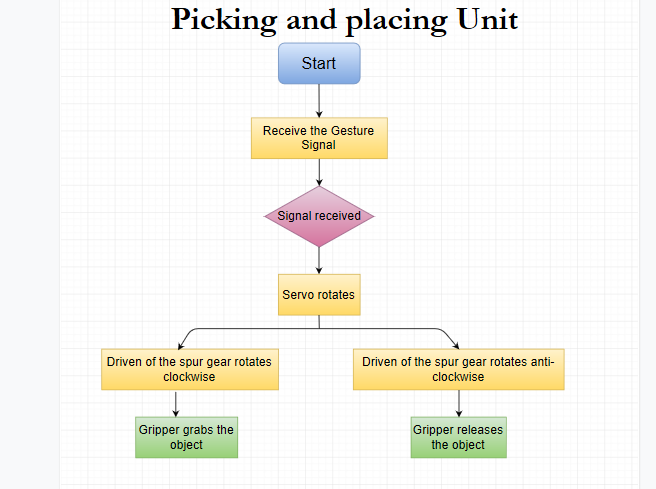 Picking and placing Unit
Start
Receive the Gesture
Signal
Signal received
Servo rotates
Driven of the spur gear rotates
clockwise
Driven of the spur gear rotates anti-
clockwise
Gripper grabs the
object
Gripper releases
the object